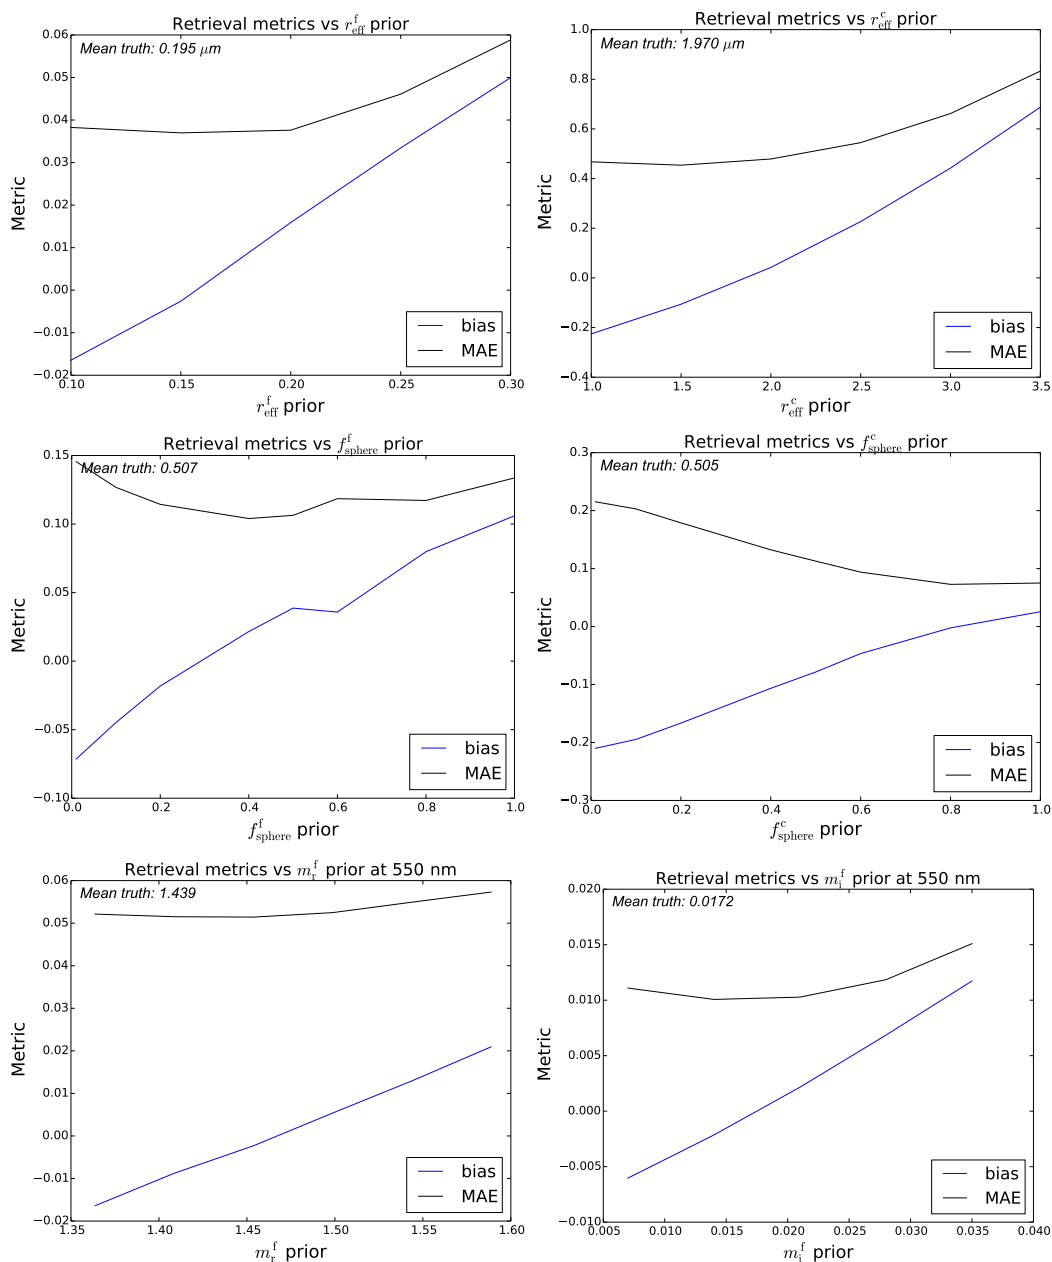 Retrieval metrics vs r_eff^f prior
Mean truth: 0.195 μm
0.06
0.05
0.04
0.03
0.02
0.01
0.00
−0.01
−0.02
Metric
bias
MAE
0.10 0.15 0.20 0.25 0.30
r_eff^f prior
Retrieval metrics vs r_eff^c prior
Mean truth: 1.970 μm
1.0
0.8
0.6
0.4
0.2
0.0
−0.2
−0.4
Metric
bias
MAE
1.0 1.5 2.0 2.5 3.0 3.5
r_eff^c prior
Retrieval metrics vs f_sphere^f prior
Mean truth: 0.507
0.15
0.10
0.05
0.00
−0.05
−0.10
Metric
bias
MAE
0.0 0.2 0.4 0.6 0.8 1.0
f_sphere^f prior
Retrieval metrics vs f_sphere^c prior
Mean truth: 0.505
0.3
0.2
0.1
0.0
−0.1
−0.2
−0.3
Metric
bias
MAE
0.0 0.2 0.4 0.6 0.8 1.0
f_sphere^c prior
Retrieval metrics vs m_r^f prior at 550 nm
Mean truth: 1.439
0.06
0.05
0.04
0.03
0.02
0.01
0.00
−0.01
−0.02
Metric
bias
MAE
1.35 1.40 1.45 1.50 1.55 1.60
m_r^f prior
Retrieval metrics vs m_i^f prior at 550 nm
Mean truth: 0.0172
0.020
0.015
0.010
0.005
0.000
−0.005
−0.010
Metric
bias
MAE
0.005 0.010 0.015 0.020 0.025 0.030 0.035 0.040
m_i^f prior